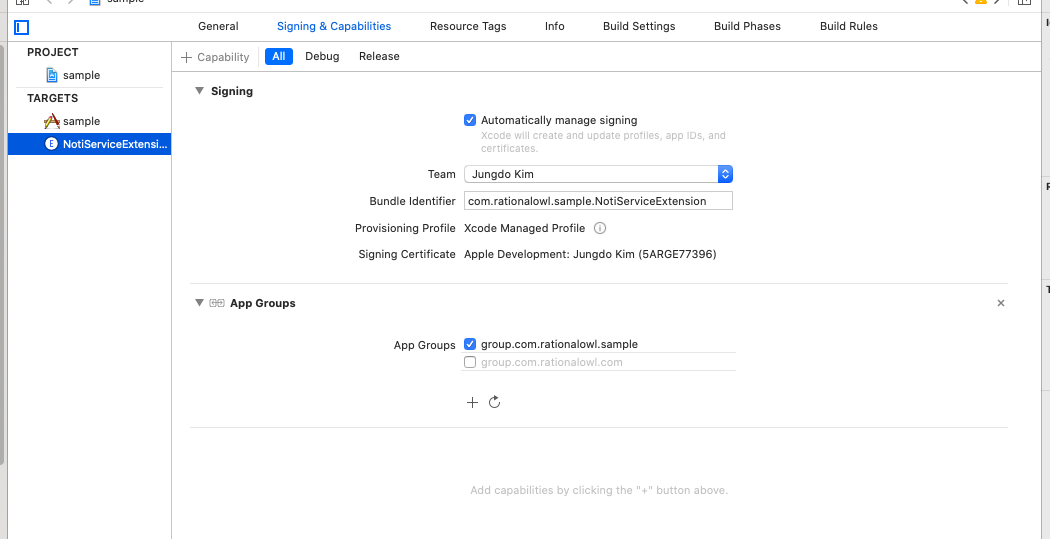 sample
General Signing & Capabilities Resource Tags Info Build Settings Build Phases Build Rules
PROJECT
+ Capability All Debug Release
sample
TARGETS
sample
NotiServiceExtensi...
Signing
Automatically manage signing
Xcode will create and update profiles, app IDs, and
certificates.
Team Jungdo Kim
Bundle Identifier com.rationalowl.sample.NotiServiceExtension
Provisioning Profile Xcode Managed Profile
Signing Certificate Apple Development: Jungdo Kim (5ARGE77396)
App Groups
App Groups group.com.rationalowl.sample
group.com.rationalowl.com
Add capabilities by clicking the "+" button above.